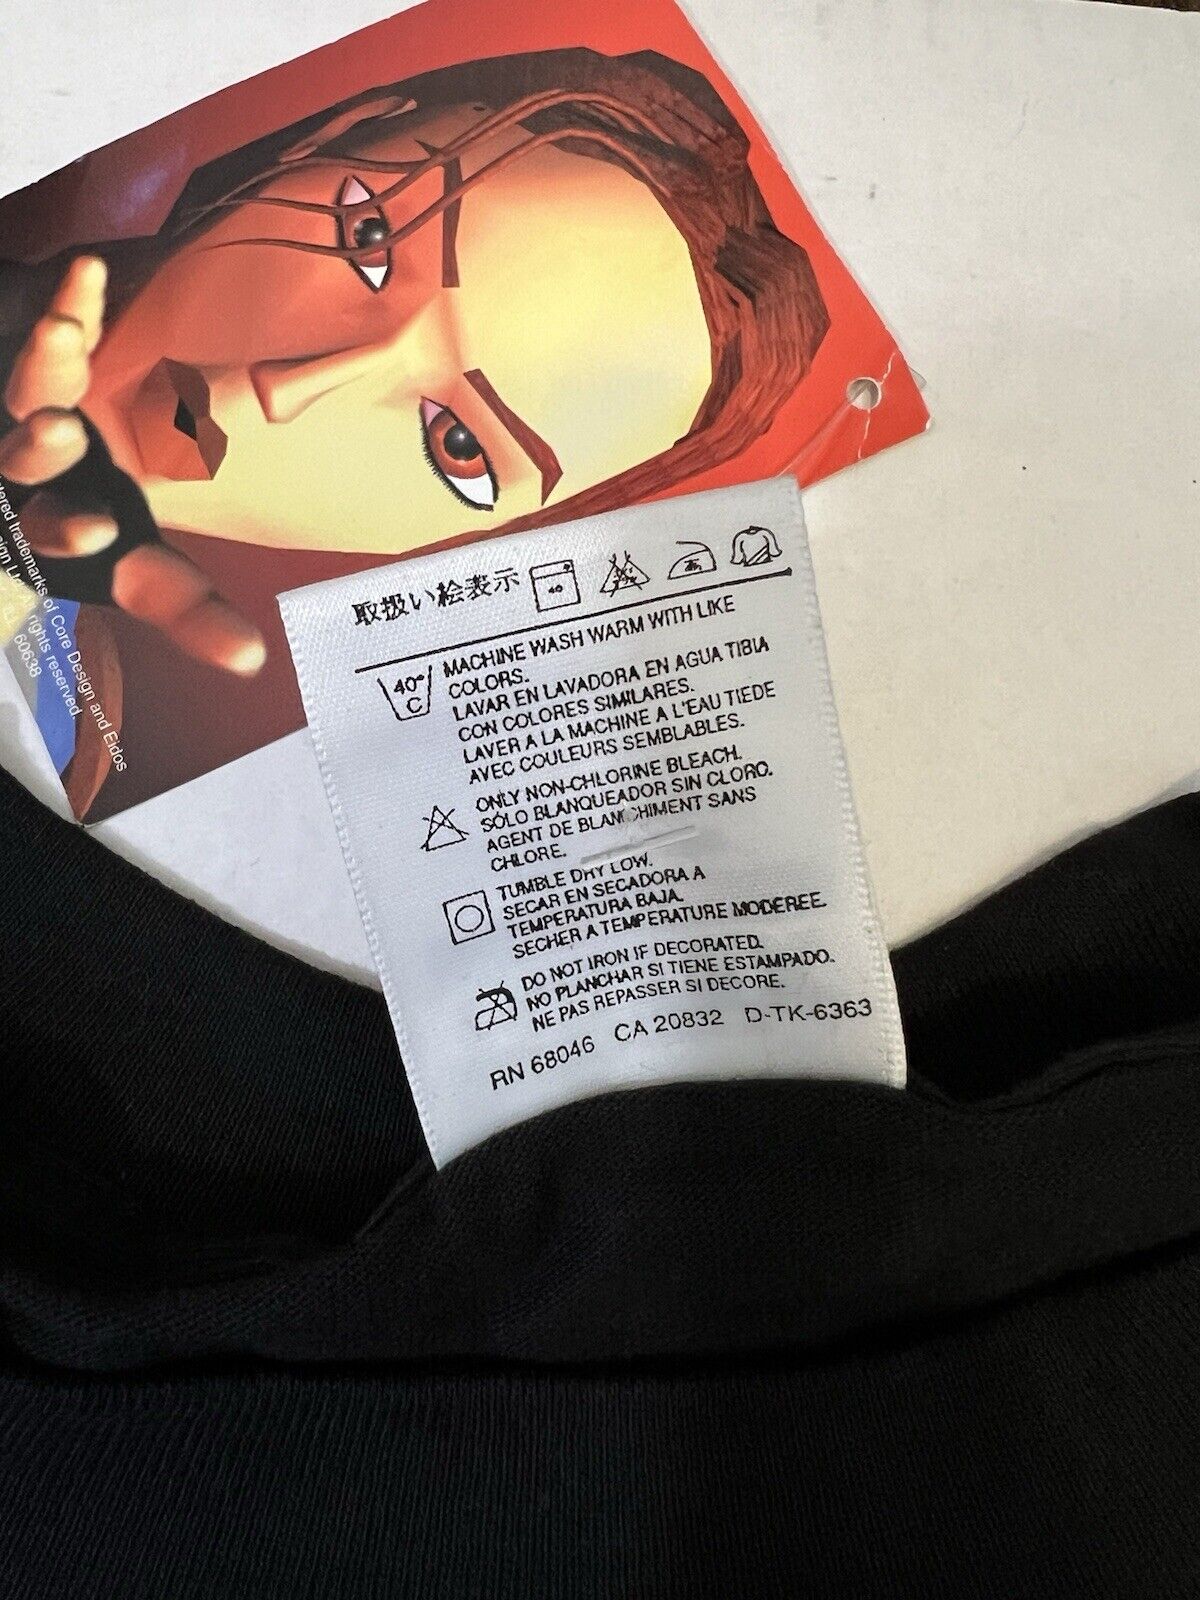 ered trademarks of Core Design and Eidos
rights reserved.
60638
取扱い絵表示
40
40°
C
MACHINE WASH WARM WITH LIKE
COLORS.
LAVAR EN LAVADORA EN AGUA TIBIA
CON COLORES SIMILARES.
LAVER A LA MACHINE A L'EAU TIEDE
AVEC COULEURS SEMBLABLES.
ONLY NON-CHLORINE BLEACH.
SÓLO BLANQUEADOR SIN CLORO.
AGENT DE BLANCHIMENT SANS
CHLORE.
TUMBLE DRY LOW.
SECAR EN SECADORA A
TEMPERATURA BAJA.
SECHER A TEMPERATURE MODEREE.
DO NOT IRON IF DECORATED.
NO PLANCHAR SI TIENE ESTAMPADO.
NE PAS REPASSER SI DECORE.
RN 68046 CA 20832 D-TK-6363